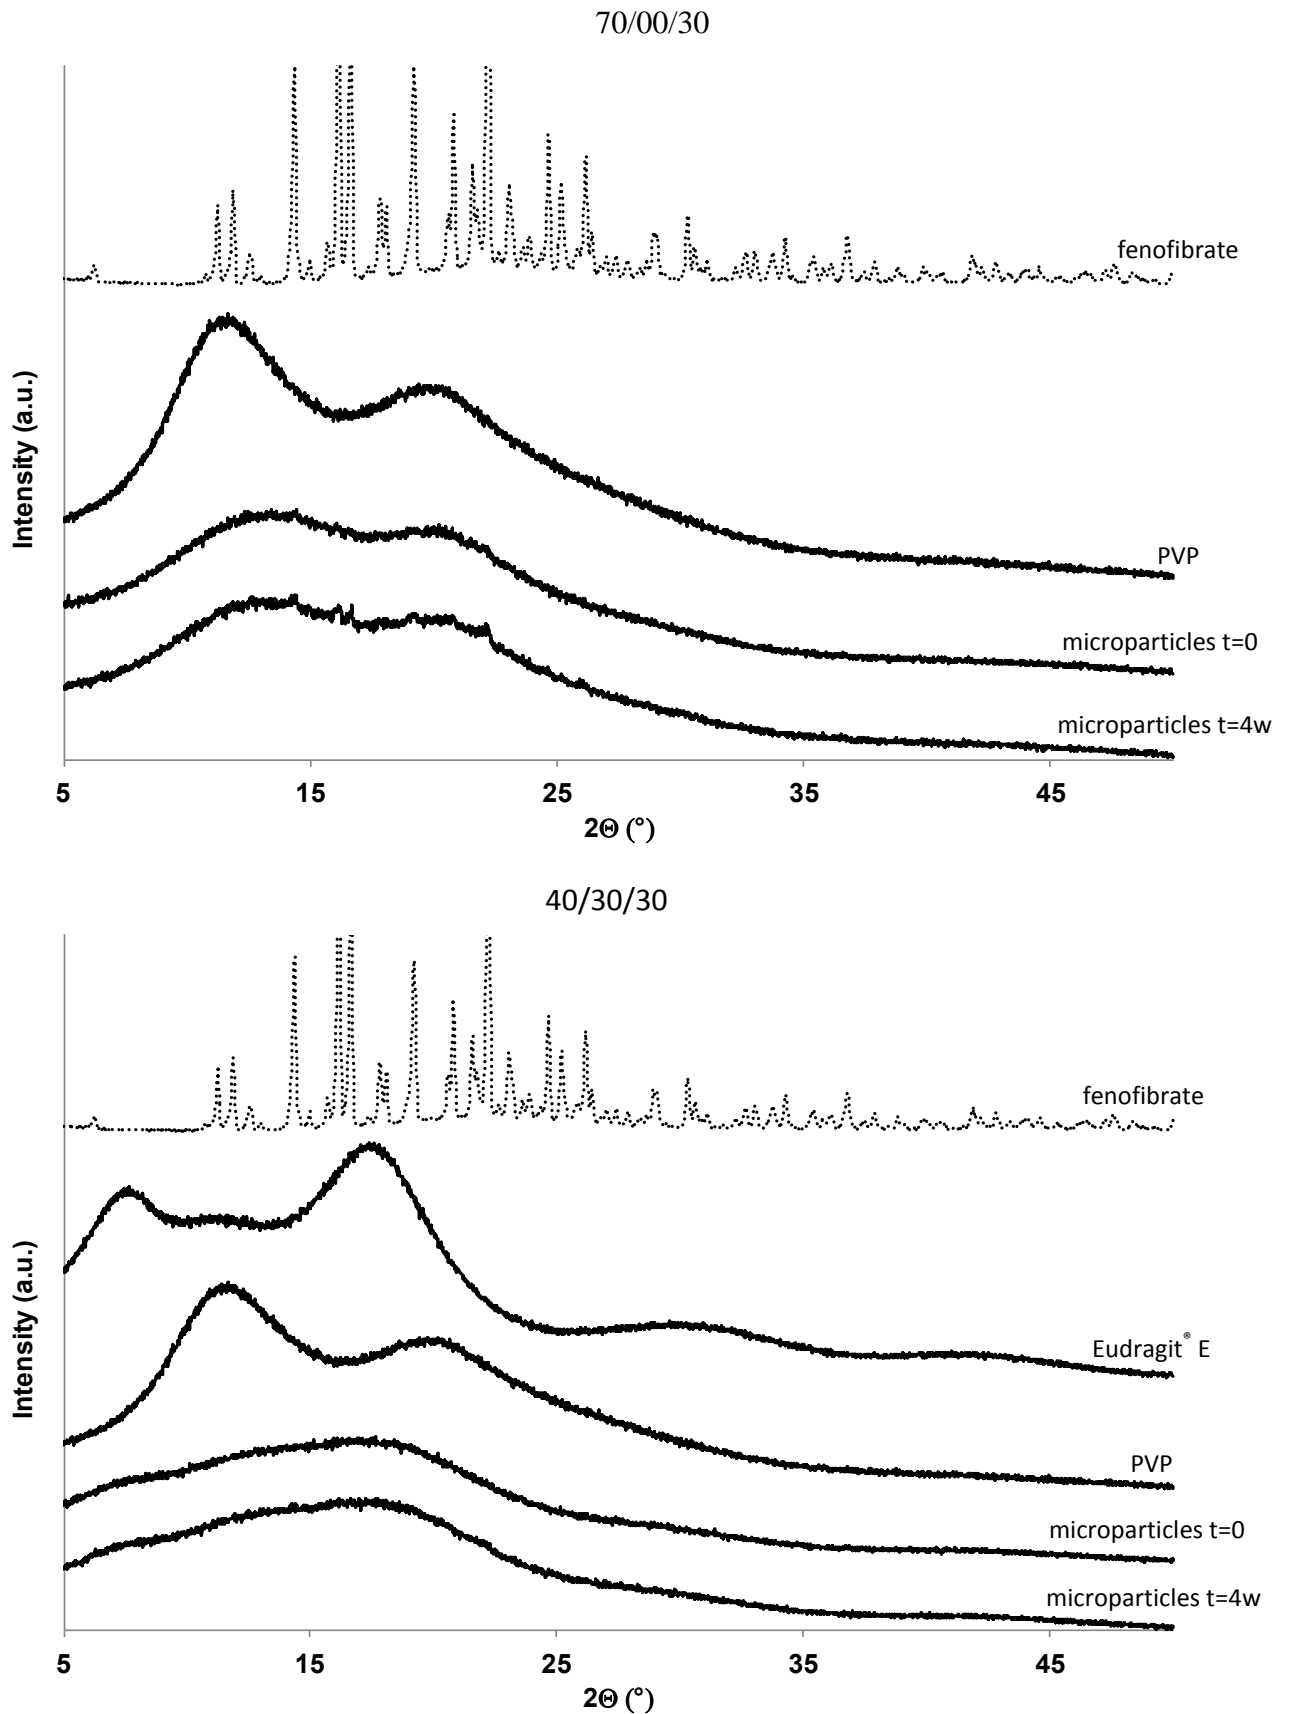 70/00/30
fenofibrate
Intensity (a.u.)
PVP
microparticles t=0
microparticles t=4w
5 15 25 35 45
2Θ (°)
40/30/30
fenofibrate
Intensity (a.u.)
Eudragit® E
PVP
microparticles t=0
microparticles t=4w
5 15 25 35 45
2Θ (°)